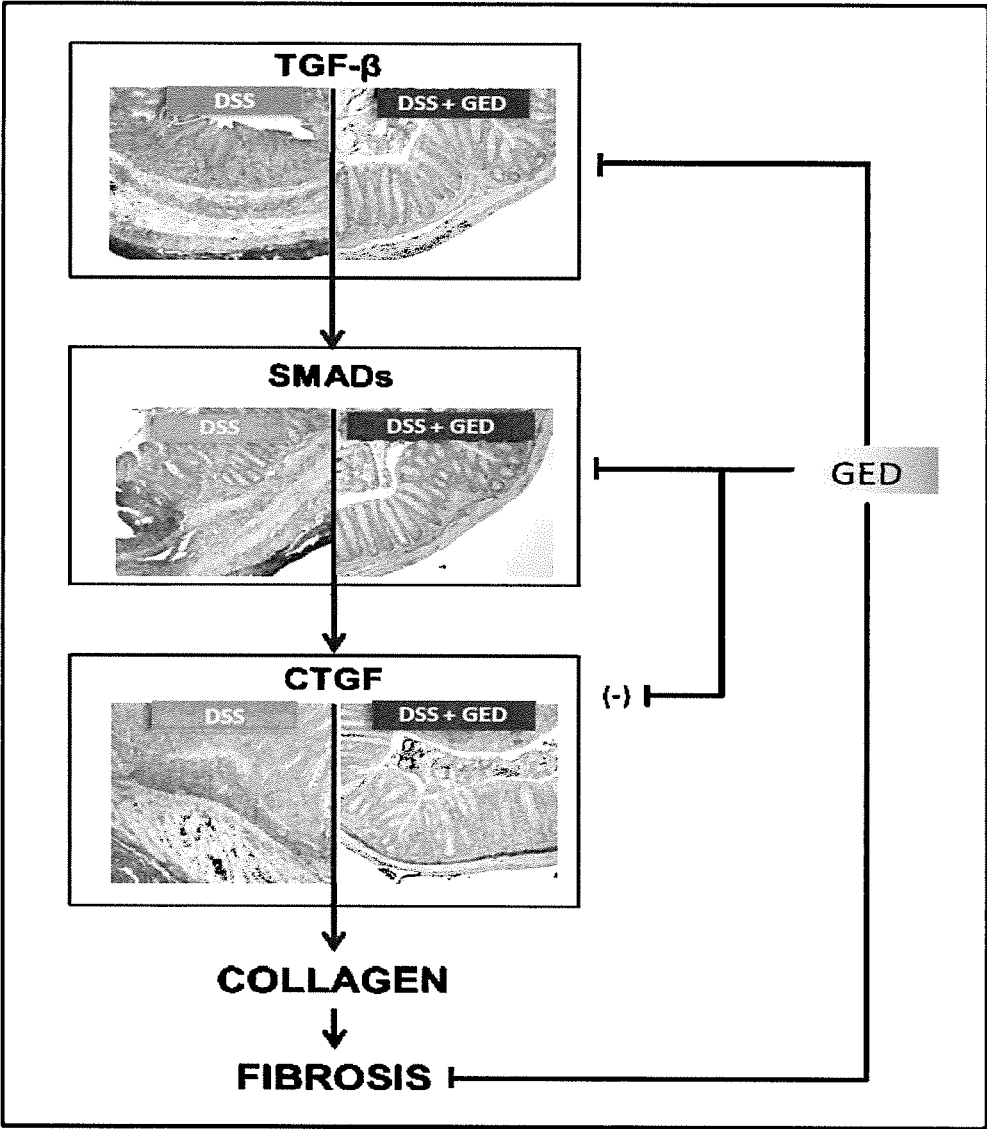 TGF-β
DSS
DSS + GED
SMADs
DSS
DSS + GED
GED
CTGF
DSS
DSS + GED
(-)
COLLAGEN
FIBROSIS